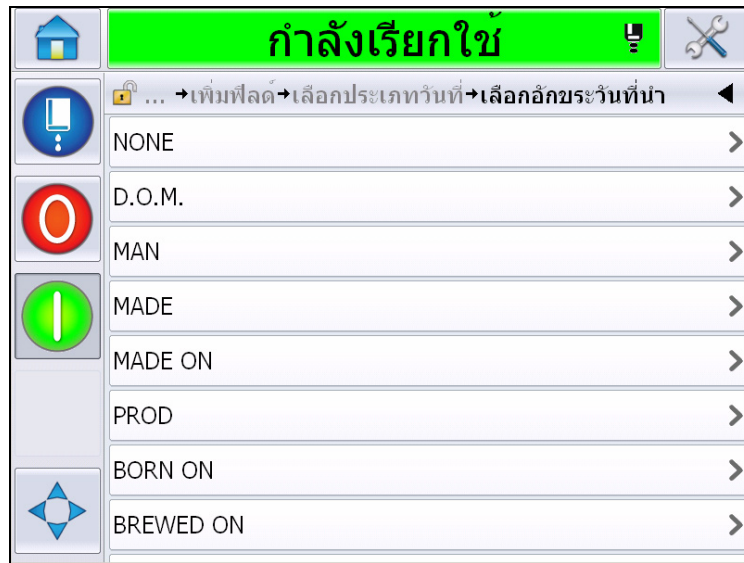 กำลังเรียกใช้
... →เพิ่มฟิลด์→เลือกประเภทวันที่→เลือกอักขระวันที่นำ
NONE
D.O.M.
MAN
MADE
MADE ON
PROD
BORN ON
BREWED ON